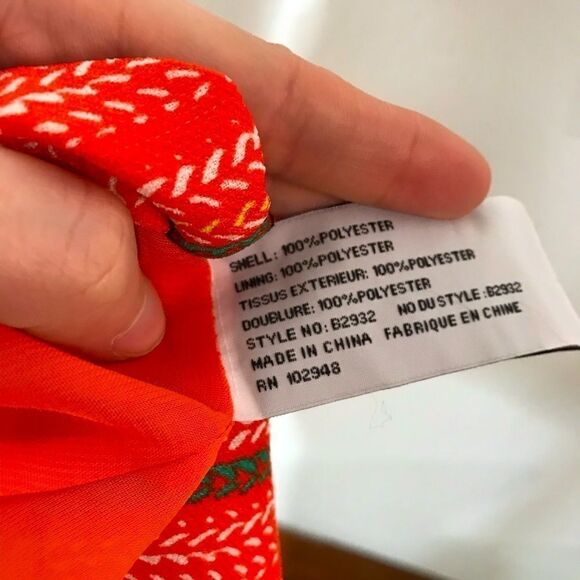 SHELL: 100%POLYESTER
LINING: 100%POLYESTER
TISSUS EXTERIEUR: 100%POLYESTER
DOUBLURE: 100%POLYESTER
STYLE NO: B2932 NO DU STYLE:B2932
MADE IN CHINA FABRIQUE EN CHINE
RN 102948